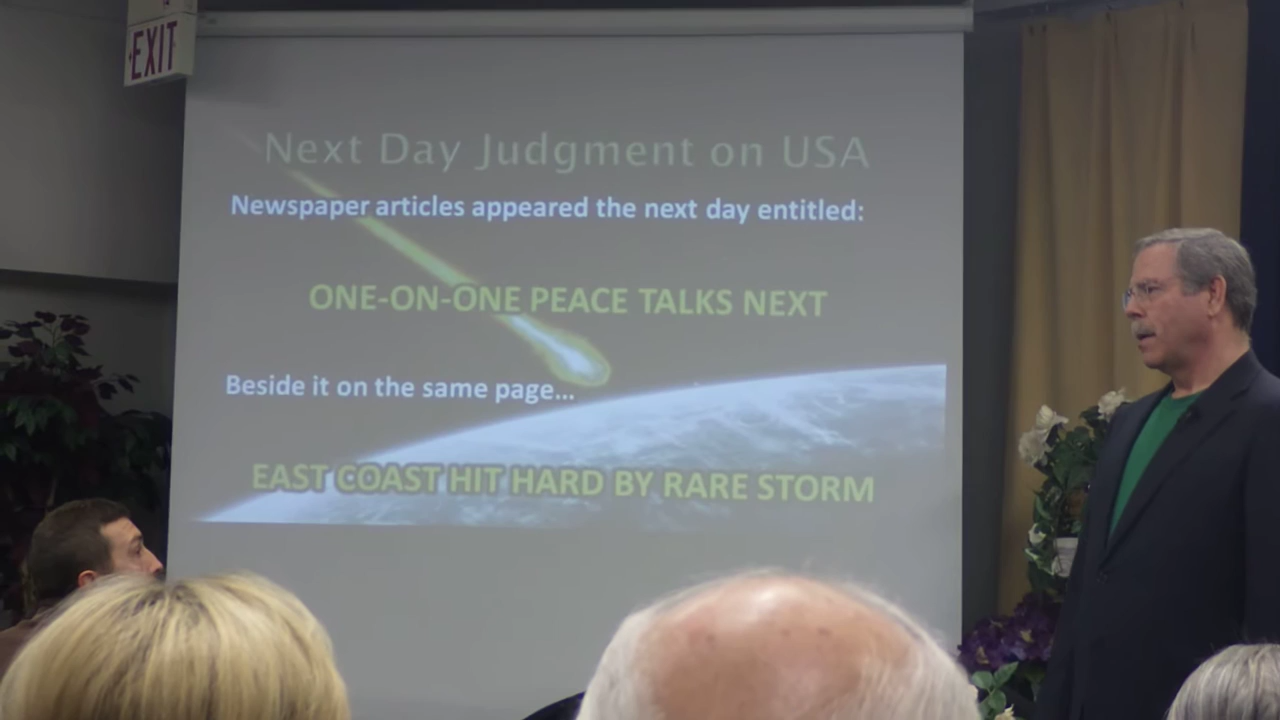 EXIT
Next Day Judgment on USA
Newspaper articles appeared the next day entitled:
ONE-ON-ONE PEACE TALKS NEXT
Beside it on the same page...
EAST COAST HIT HARD BY RARE STORM